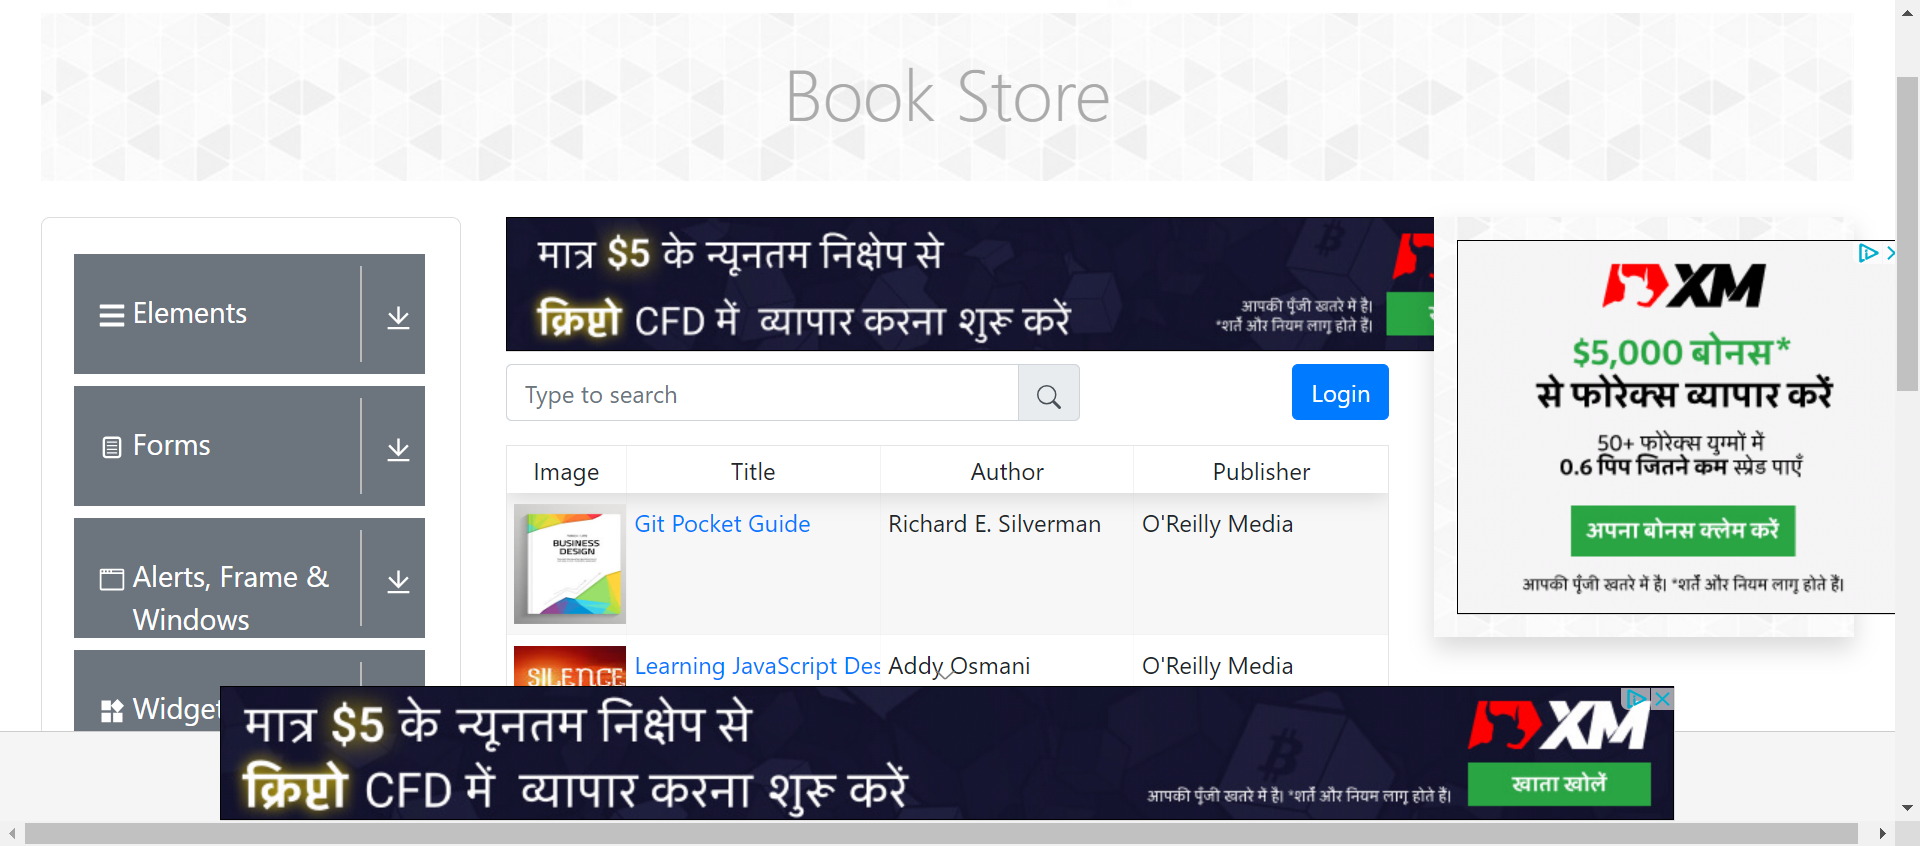 Book Store
Elements
Forms
Alerts, Frame &
Windows
मात्र $5 के न्यूनतम निक्षेप से
क्रिप्टो CFD में व्यापार करना शुरू करें
आपकी पूँजी खतरे में है।
*शर्तें और नियम लागू होते हैं।
Type to search
Login
Image Title Author Publisher
BUSINESS
DESIGN
Git Pocket Guide Richard E. Silverman O'Reilly Media
SILENCE
Learning JavaScript Des Addy Osmani O'Reilly Media
XM
$5,000 बोनस*
से फोरेक्स व्यापार करें
50+ फोरेक्स युग्मों में
0.6 पिप जितने कम स्प्रेड पाएँ
अपना बोनस क्लेम करें
आपकी पूँजी खतरे में है। *शर्तें और नियम लागू होते हैं।
Widget
मात्र $5 के न्यूनतम निक्षेप से
क्रिप्टो CFD में व्यापार करना शुरू करें
आपकी पूँजी खतरे में है। *शर्तें और नियम लागू होते हैं।
XM
खाता खोलें